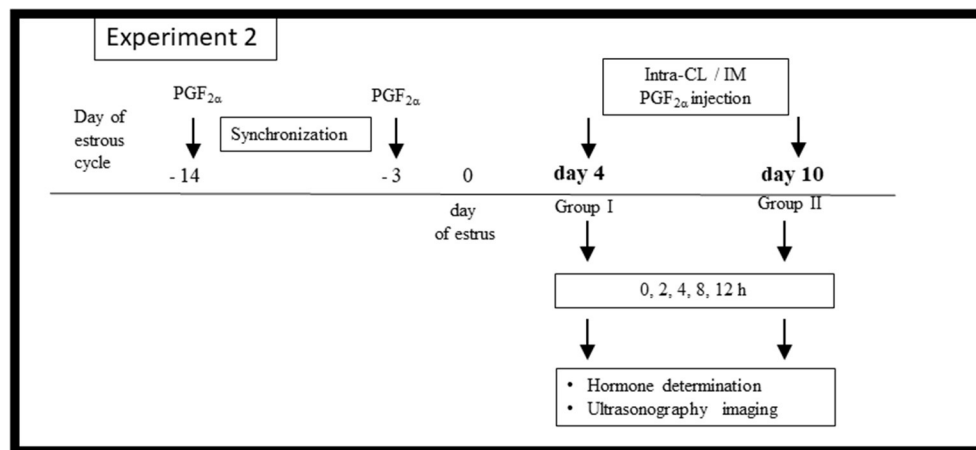 Experiment 2
Day of
estrous
cycle
PGF₂α
Synchronization
PGF₂α
Intra-CL / IM
PGF₂α injection
- 14
- 3
0
day 4
day 10
day
of estrus
Group I
Group II
0, 2, 4, 8, 12 h
• Hormone determination
• Ultrasonography imaging